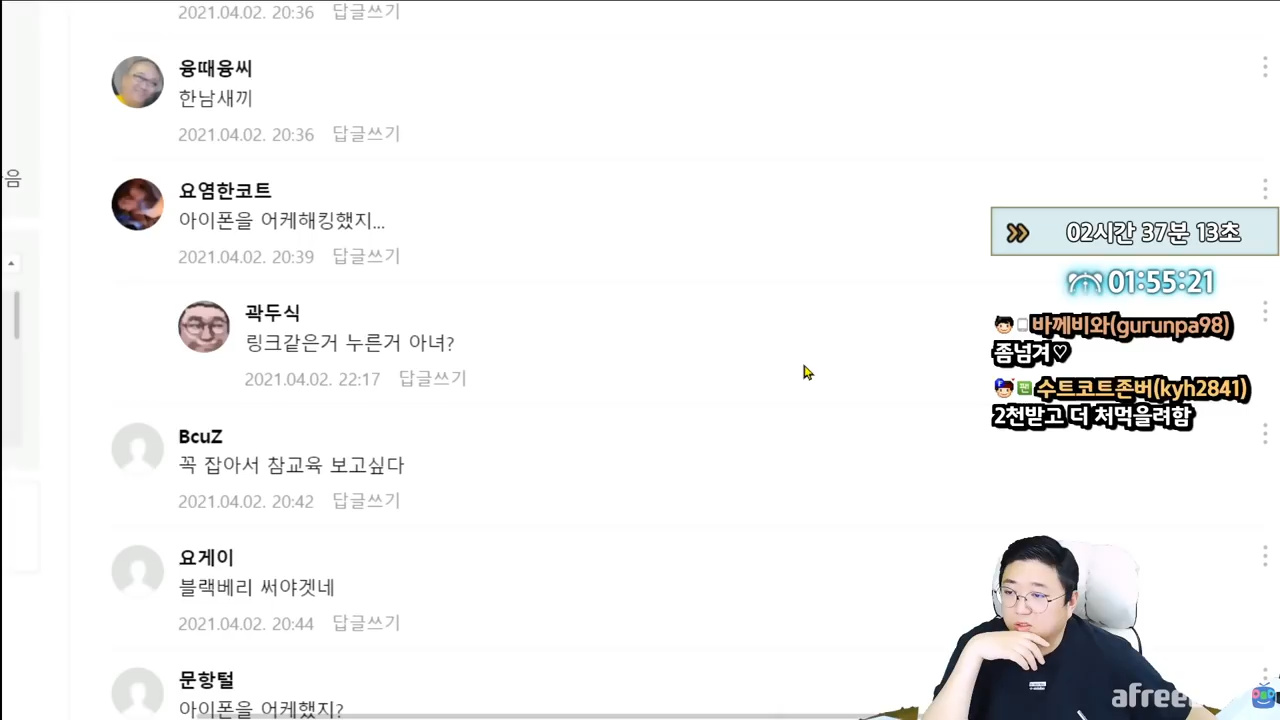 2021.04.02. 20:36 답글쓰기
융때융씨
한남새끼
2021.04.02. 20:36 답글쓰기
음
요염한코트
아이폰을 어케해킹했지...
2021.04.02. 20:39 답글쓰기
곽두식
링크같은거 누른거 아녀?
2021.04.02. 22:17 답글쓰기
BcuZ
꼭 잡아서 참교육 보고싶다
2021.04.02. 20:42 답글쓰기
요게이
블랙베리 써야겟네
2021.04.02. 20:44 답글쓰기
문항털
아이폰을 어케했지?
02시간 37분 13초
01:55:21
바께비와(gurunpa98)
좀넘겨♡
수트코트존버(kyh2841)
2천받고 더 처먹을려함
afree